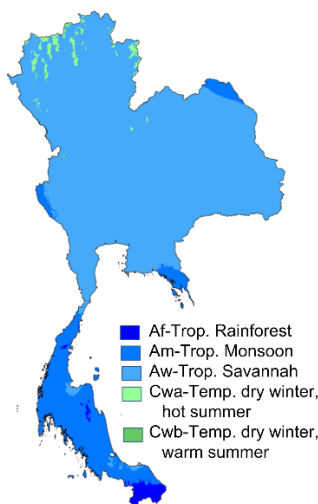 Af-Trop. Rainforest
Am-Trop. Monsoon
Aw-Trop. Savannah
Cwa-Temp. dry winter,
hot summer
Cwb-Temp. dry winter,
warm summer